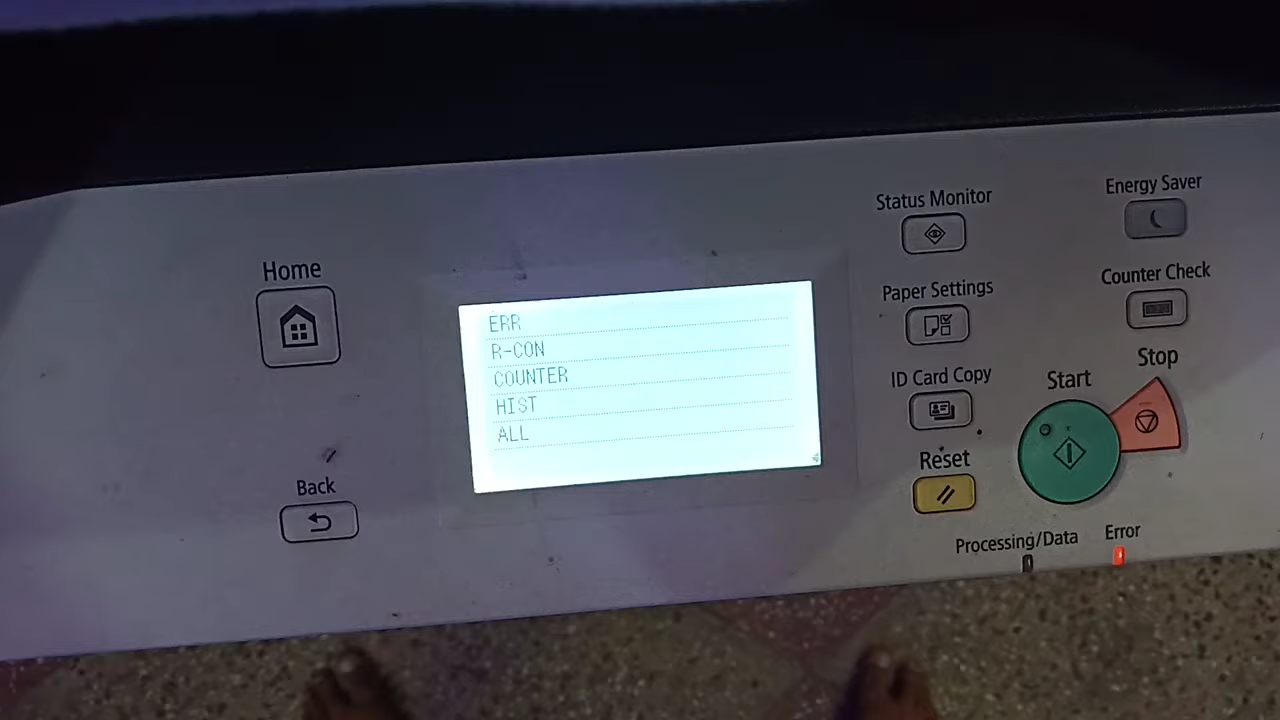 Status Monitor
Energy Saver
Home
Paper Settings
Counter Check
ERR
R-CON
COUNTER
HIST
ALL
ID Card Copy
Start
Stop
Back
Reset
Processing/Data
Error